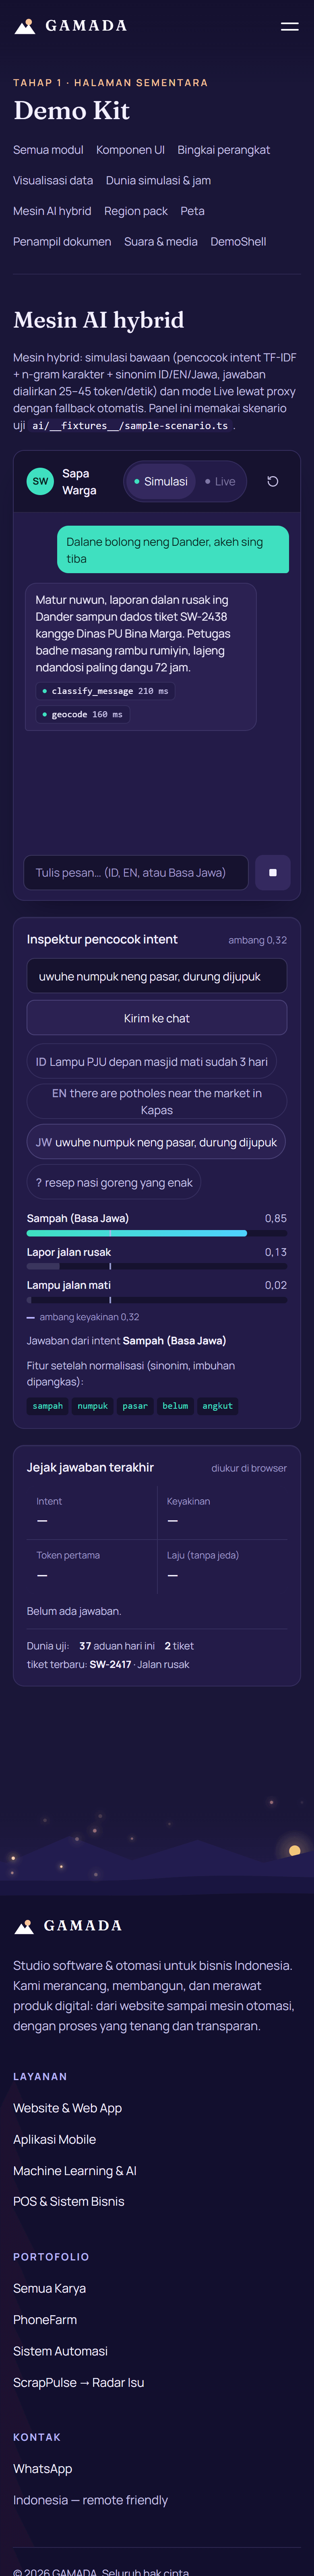 GAMADA
TAHAP 1 · HALAMAN SEMENTARA
Demo Kit
Semua modul Komponen UI Bingkai perangkat
Visualisasi data Dunia simulasi & jam
Mesin AI hybrid Region pack Peta
Penampil dokumen Suara & media DemoShell
Mesin AI hybrid
Mesin hybrid: simulasi bawaan (pencocok intent TF-IDF
+ n-gram karakter + sinonim ID/EN/Jawa, jawaban
dialirkan 25–45 token/detik) dan mode Live lewat proxy
dengan fallback otomatis. Panel ini memakai skenario
uji ai/__fixtures__/sample-scenario.ts .
SW
Sapa
Warga
Simulasi Live
Dalane bolong neng Dander, akeh sing
tiba
Matur nuwun, laporan dalan rusak ing
Dander sampun dados tiket SW-2438
kangge Dinas PU Bina Marga. Petugas
badhe masang rambu rumiyin, lajeng
ndandosi paling dangu 72 jam.
classify_message 210 ms
geocode 160 ms
Tulis pesan… (ID, EN, atau Basa Jawa)
Inspektur pencocok intent ambang 0,32
uwuhe numpuk neng pasar, durung dijupuk
Kirim ke chat
ID Lampu PJU depan masjid mati sudah 3 hari
EN there are potholes near the market in
Kapas
JW uwuhe numpuk neng pasar, durung dijupuk
? resep nasi goreng yang enak
Sampah (Basa Jawa) 0,85
Lapor jalan rusak 0,13
Lampu jalan mati 0,02
ambang keyakinan 0,32
Jawaban dari intent Sampah (Basa Jawa)
Fitur setelah normalisasi (sinonim, imbuhan
dipangkas):
sampah numpuk pasar belum angkut
Jejak jawaban terakhir diukur di browser
Intent Keyakinan
— —
Token pertama Laju (tanpa jeda)
— —
Belum ada jawaban.
Dunia uji: 37 aduan hari ini 2 tiket
tiket terbaru: SW-2417 · Jalan rusak
GAMADA
Studio software & otomasi untuk bisnis Indonesia.
Kami merancang, membangun, dan merawat
produk digital: dari website sampai mesin otomasi,
dengan proses yang tenang dan transparan.
LAYANAN
Website & Web App
Aplikasi Mobile
Machine Learning & AI
POS & Sistem Bisnis
PORTOFOLIO
Semua Karya
PhoneFarm
Sistem Automasi
ScrapPulse → Radar Isu
KONTAK
WhatsApp
Indonesia — remote friendly
© 2026 GAMADA. Seluruh hak cipta